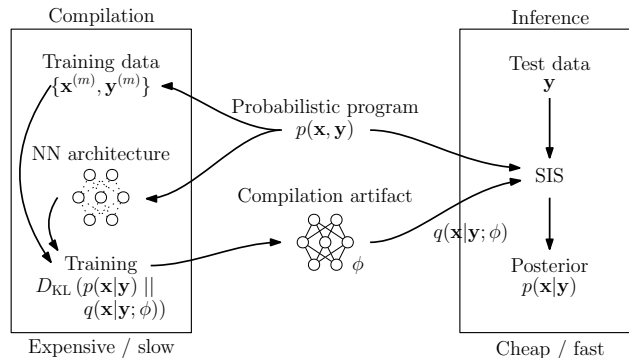 Compilation
Training data
{x^(m), y^(m)}
NN architecture
Training
D_KL (p(x|y) ||
q(x|y; ϕ))
Expensive / slow
Probabilistic program
p(x, y)
Compilation artifact
ϕ
q(x|y; ϕ)
Inference
Test data
y
SIS
Posterior
p(x|y)
Cheap / fast